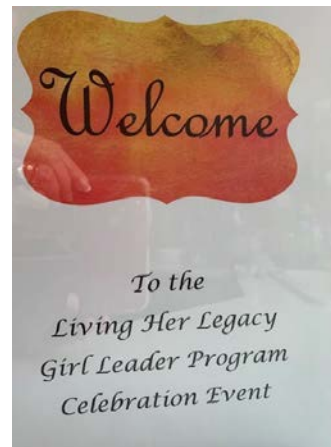 Welcome
To the
Living Her Legacy
Girl Leader Program
Celebration Event